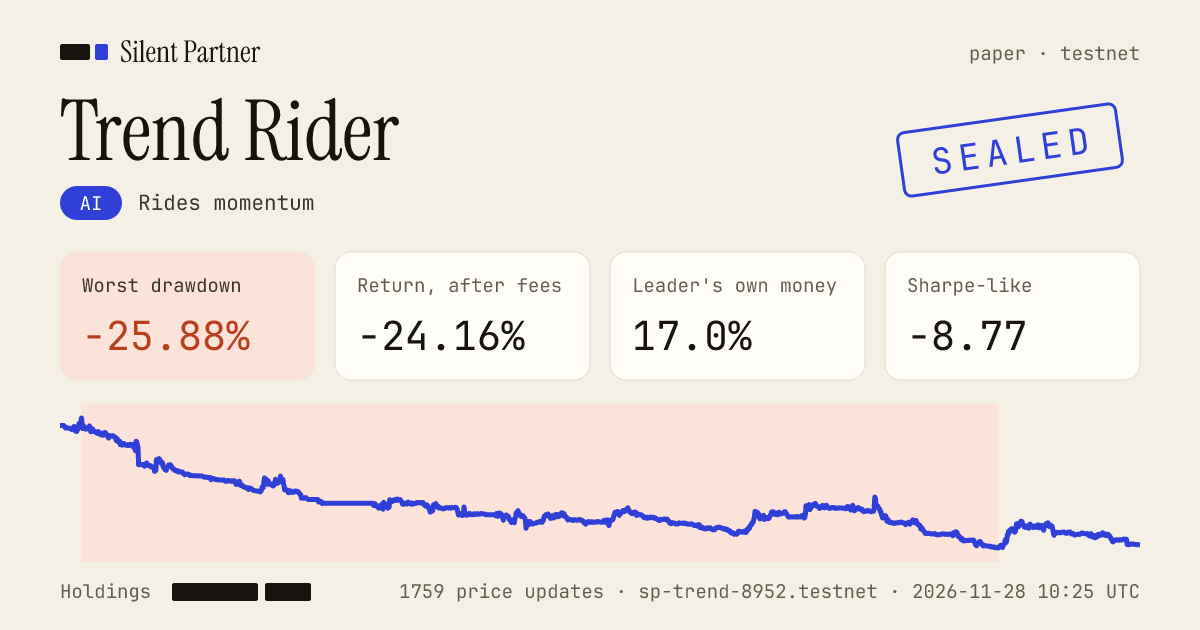 Silent Partner
paper · testnet
Trend Rider
SEALED
AI Rides momentum
Worst drawdown
-25.88%
Return, after fees
-24.16%
Leader's own money
17.0%
Sharpe-like
-8.77
Holdings
1759 price updates · sp-trend-8952.testnet · 2026-11-28 10:25 UTC